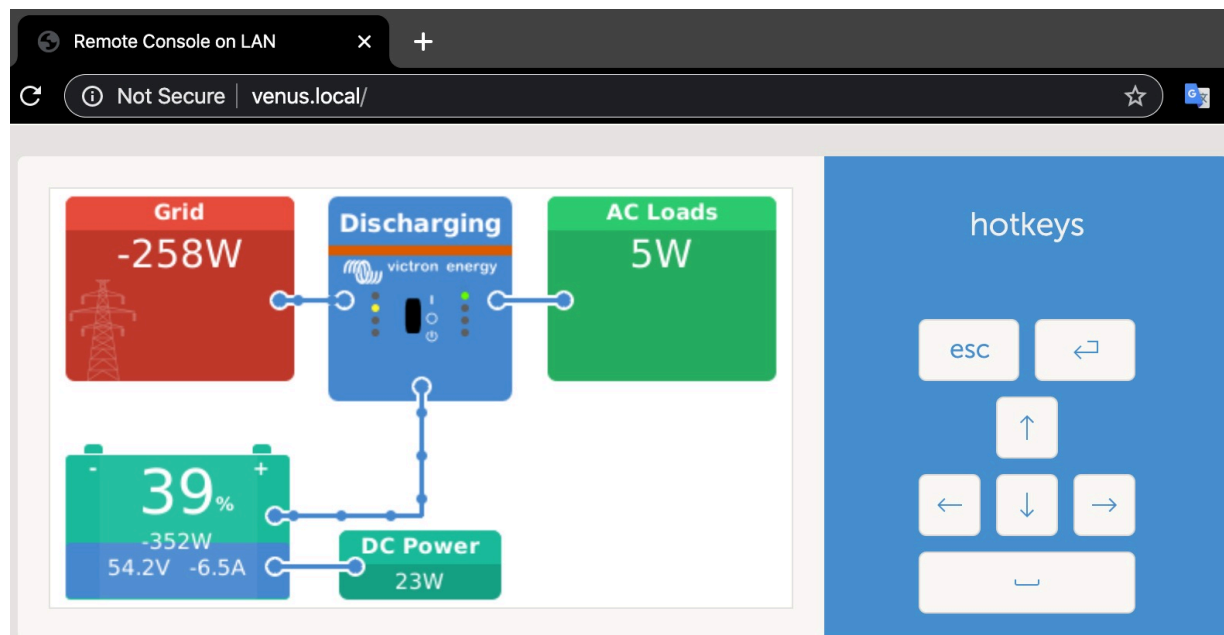 Remote Console on LAN
Not Secure venus.local/
Grid
-258W
Discharging
victron energy
AC Loads
5W
39%
- +
-352W
54.2V -6.5A
DC Power
23W
hotkeys
esc